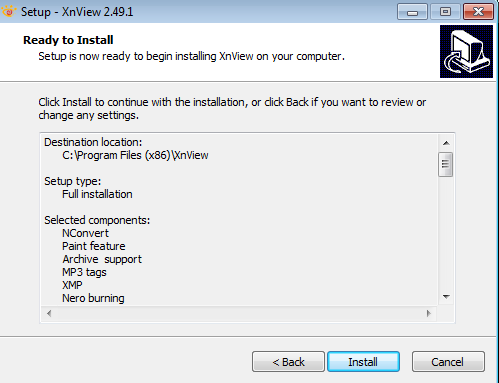 Setup - XnView 2.49.1
Ready to Install
Setup is now ready to begin installing XnView on your computer.
Click Install to continue with the installation, or click Back if you want to review or
change any settings.
Destination location:
C:\Program Files (x86)\XnView
Setup type:
Full installation
Selected components:
NConvert
Paint feature
Archive  support
MP3 tags
XMP
Nero burning
< Back
Install
Cancel